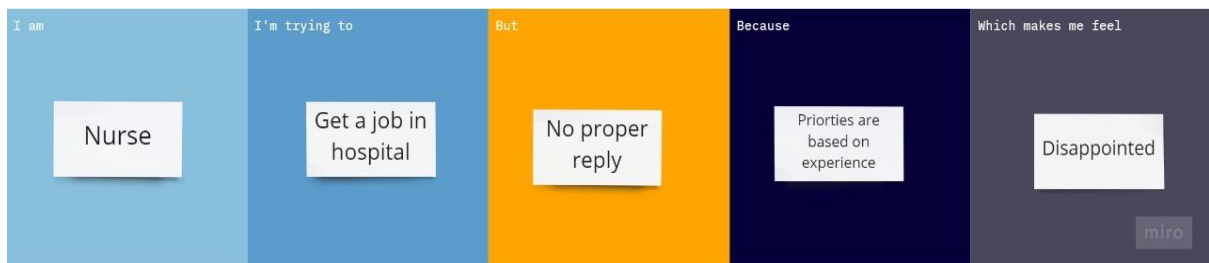 I am
I'm trying to
But
Because
Which makes me feel
Nurse
Get a job in
hospital
No proper
reply
Priorties are
based on
experience
Disappointed
miro